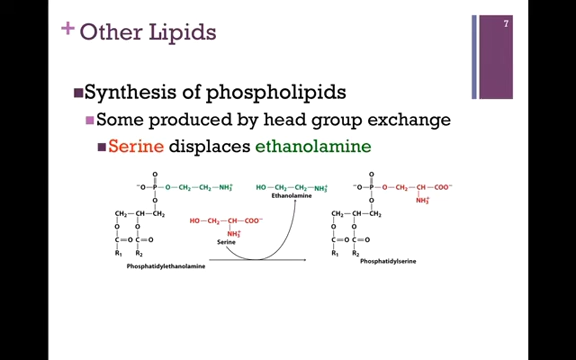 + Other Lipids
7
Synthesis of phospholipids
Some produced by head group exchange
Serine displaces ethanolamine
O
⁻O—P—O—CH₂—CH₂—NH₃⁺
O
CH₂—CH—CH₂
O O
C=O C=O
R₁ R₂
Phosphatidylethanolamine
HO—CH₂—CH—COO⁻
NH₃⁺
Serine
HO—CH₂—CH₂—NH₃⁺
Ethanolamine
O
⁻O—P—O—CH₂—CH—COO⁻
NH₃⁺
O
CH₂—CH—CH₂
O O
C=O C=O
R₁ R₂
Phosphatidylserine